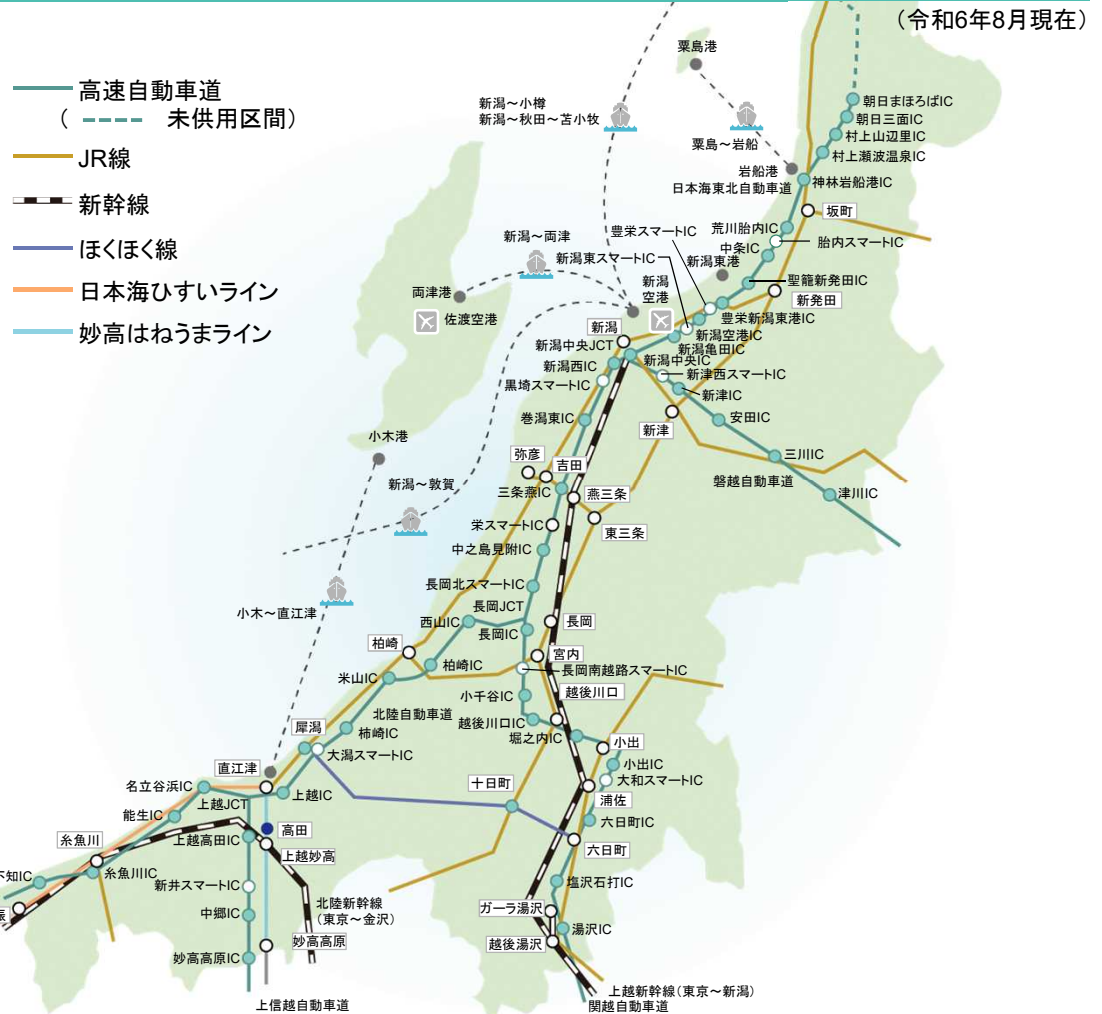 (令和6年8月現在)
高速自動車道
( 未供用区間)
JR線
新幹線
ほくほく線
日本海ひすいライン
妙高はねうまライン
粟島港
新潟~小樽
新潟~秋田~苫小牧
粟島~岩船
岩船港
日本海東北自動車道
朝日まほろばIC
朝日三面IC
村上山辺里IC
村上瀬波温泉IC
神林岩船港IC
坂町
荒川胎内IC
胎内スマートIC
中条IC
豊栄スマートIC
新潟~両津
新潟東スマートIC
新潟東港
聖籠新発田IC
新潟
空港
両津港
佐渡空港
新発田
豊栄新潟東港IC
新潟空港IC
新潟亀田IC
新潟
新潟中央JCT
新潟中央IC
新潟西IC
新津西スマートIC
黒埼スマートIC
新津IC
巻潟東IC
安田IC
新津
小木港
弥彦
吉田
三川IC
新潟~敦賀
三条燕IC
燕三条
磐越自動車道
津川IC
栄スマートIC
東三条
中之島見附IC
長岡北スマートIC
長岡JCT
小木~直江津
西山IC
長岡IC
長岡
柏崎
宮内
柏崎IC
長岡南越路スマートIC
米山IC
小千谷IC
越後川口
北陸自動車道
越後川口IC
柿崎IC
堀之内IC
犀潟
小出
大潟スマートIC
小出IC
直江津
十日町
大和スマートIC
名立谷浜IC
上越IC
浦佐
上越JCT
能生IC
六日町IC
高田
糸魚川
上越高田IC
六日町
上越妙高
不知IC
糸魚川IC
新井スマートIC
塩沢石打IC
北陸新幹線
(東京~金沢)
ガーラ湯沢
中郷IC
湯沢IC
妙高高原
越後湯沢
妙高高原IC
上越新幹線(東京~新潟)
上信越自動車道
関越自動車道